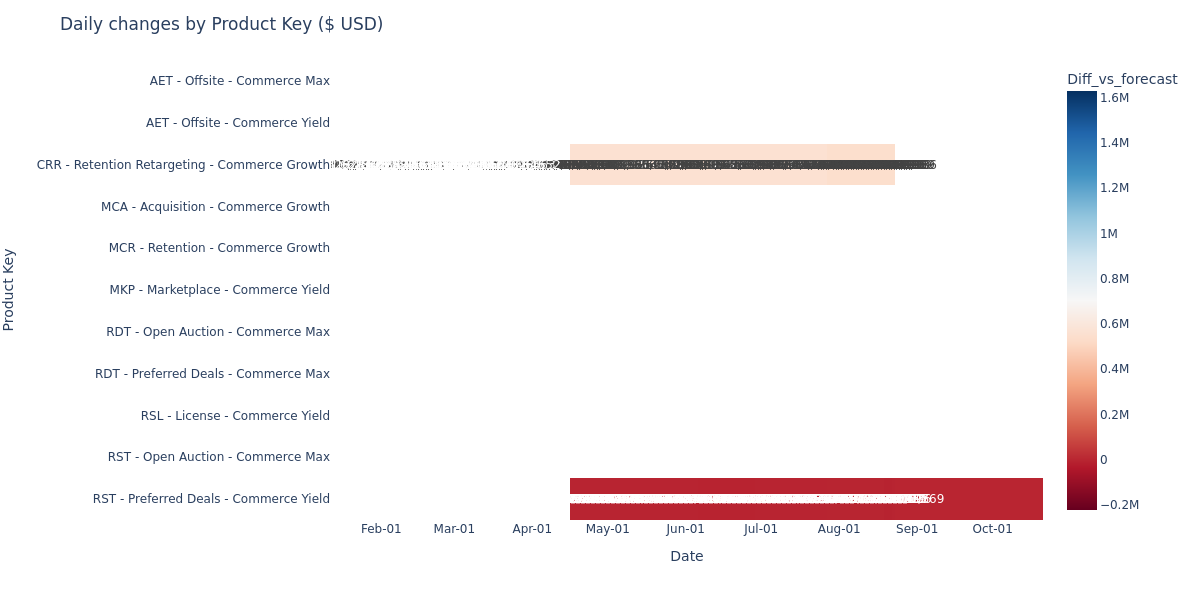 Daily changes by Product Key ($ USD)
Diff_vs_forecast
AET - Offsite - Commerce Max
AET - Offsite - Commerce Yield
CRR - Retention Retargeting - Commerce Growth
MCA - Acquisition - Commerce Growth
MCR - Retention - Commerce Growth
MKP - Marketplace - Commerce Yield
RDT - Open Auction - Commerce Max
RDT - Preferred Deals - Commerce Max
RSL - License - Commerce Yield
RST - Open Auction - Commerce Max
RST - Preferred Deals - Commerce Yield
Product Key
Feb-01 Mar-01 Apr-01 May-01 Jun-01 Jul-01 Aug-01 Sep-01 Oct-01
Date
1.6M
1.4M
1.2M
1M
0.8M
0.6M
0.4M
0.2M
0
−0.2M